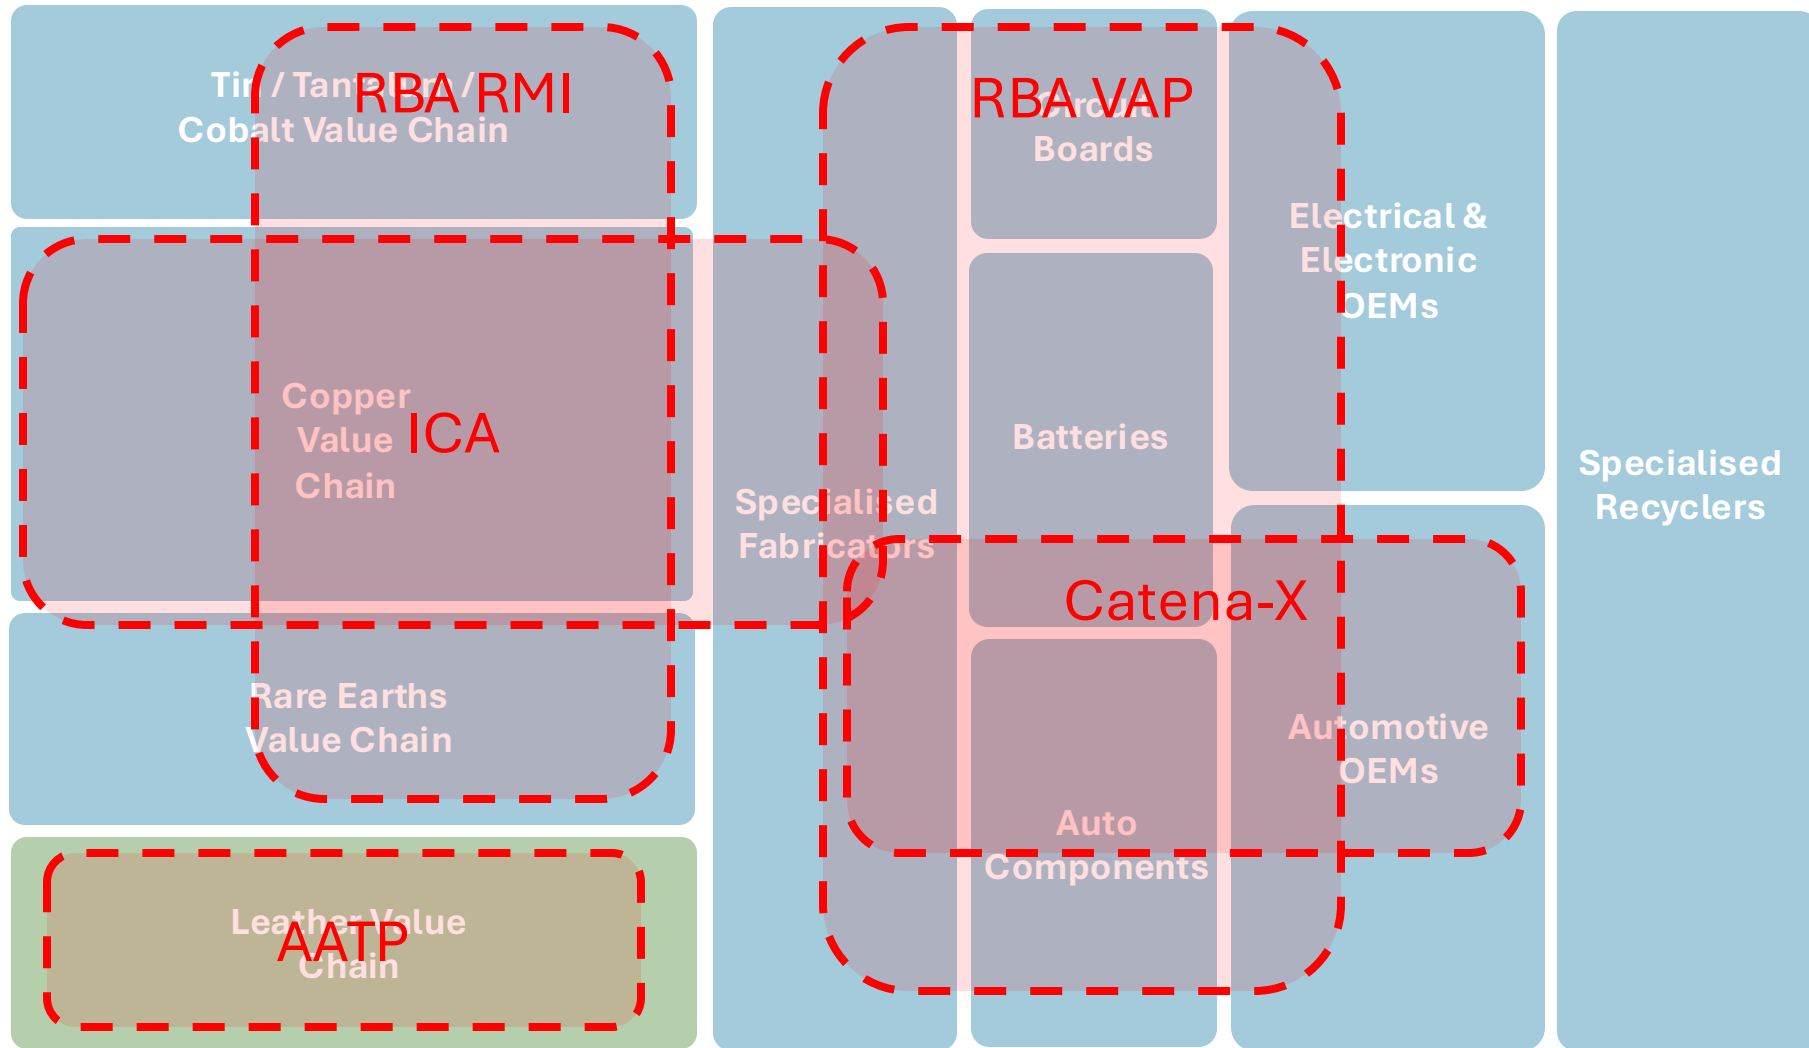 Tin / Tantalum /
Cobalt Value Chain
RBA RMI
RBA VAP
Circuit
Boards
Electrical &
Electronic
OEMs
Copper
Value
Chain
ICA
Batteries
Specialised
Fabricators
Specialised
Recyclers
Catena-X
Rare Earths
Value Chain
Automotive
OEMs
Auto
Components
Leather Value
Chain
AATP